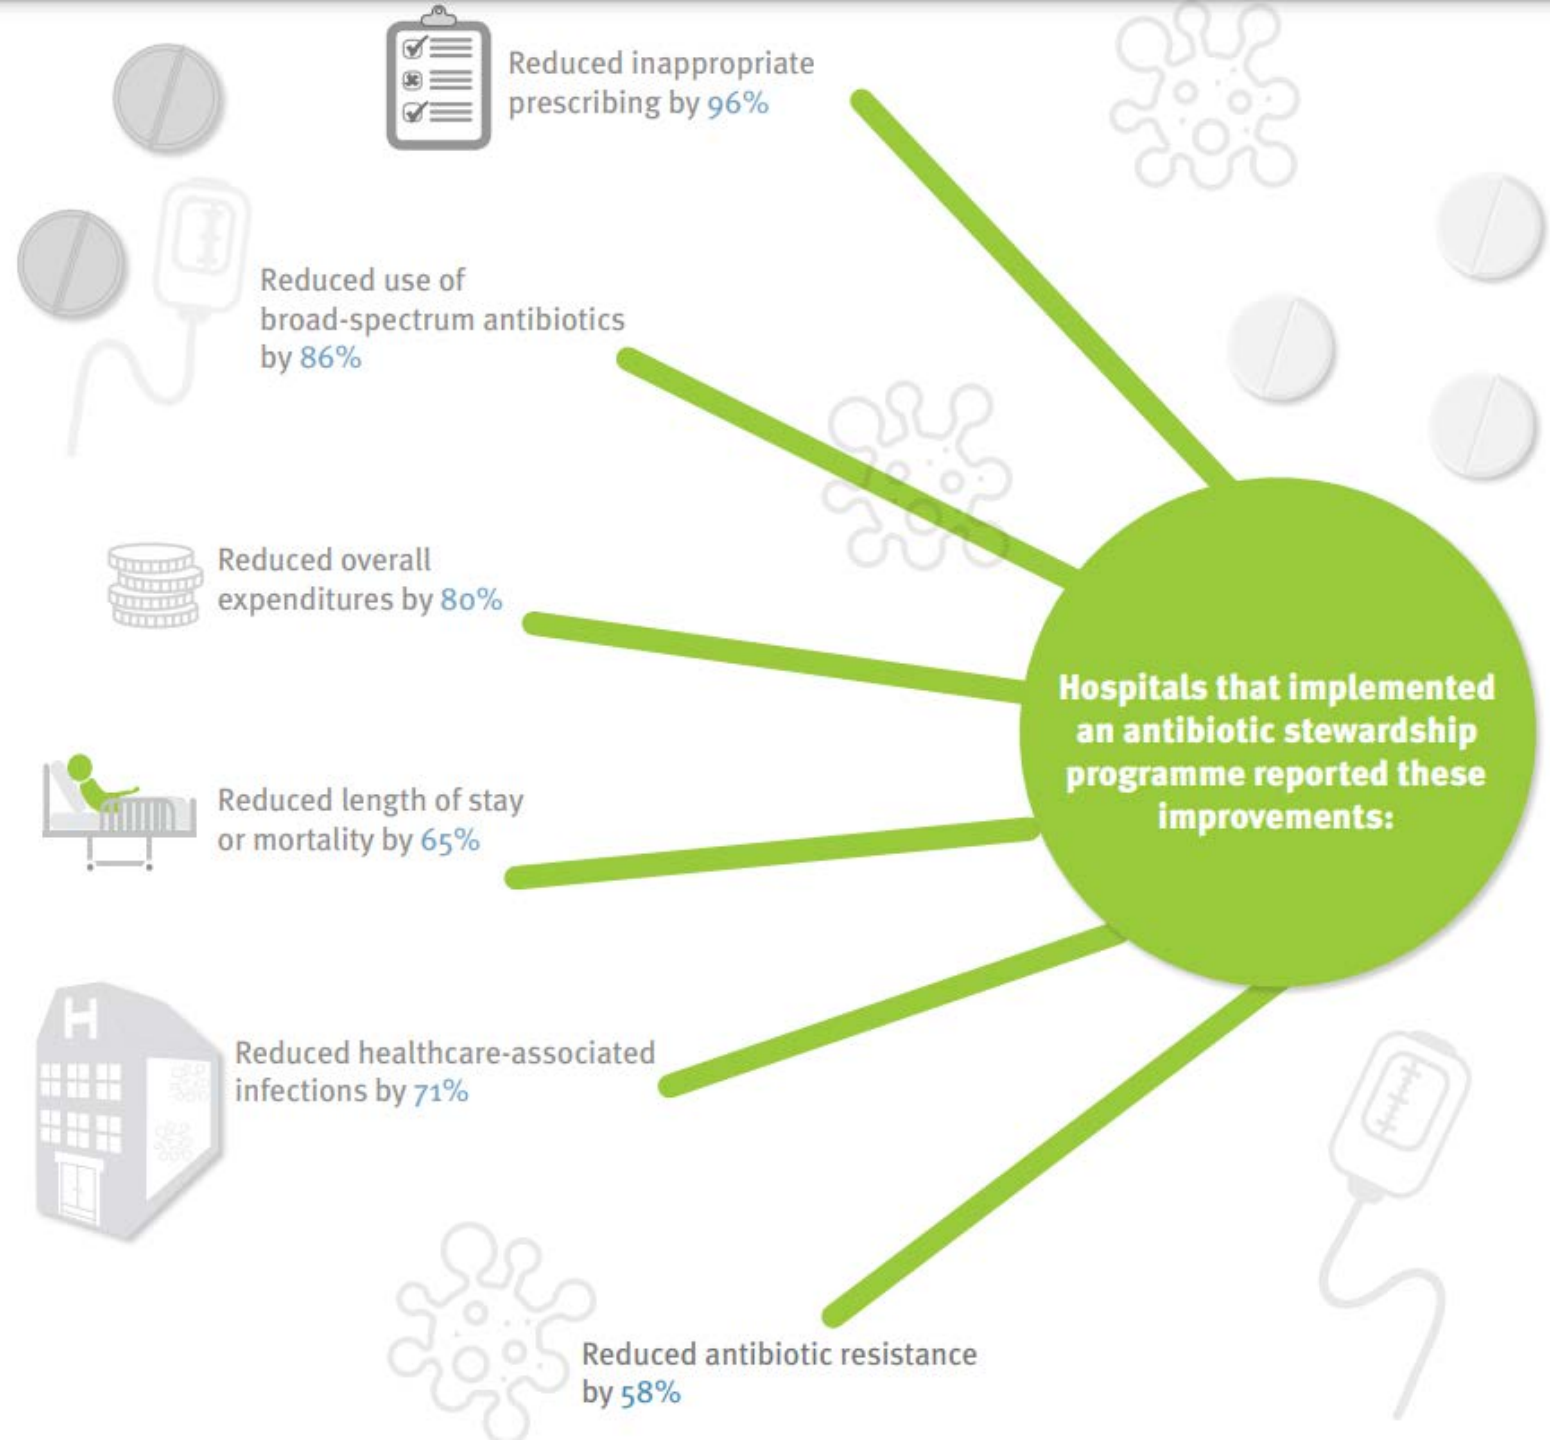 Reduced inappropriate
prescribing by 96%
Reduced use of
broad-spectrum antibiotics
by 86%
Reduced overall
expenditures by 80%
Hospitals that implemented
an antibiotic stewardship
programme reported these
improvements:
Reduced length of stay
or mortality by 65%
H
Reduced healthcare-associated
infections by 71%
Reduced antibiotic resistance
by 58%